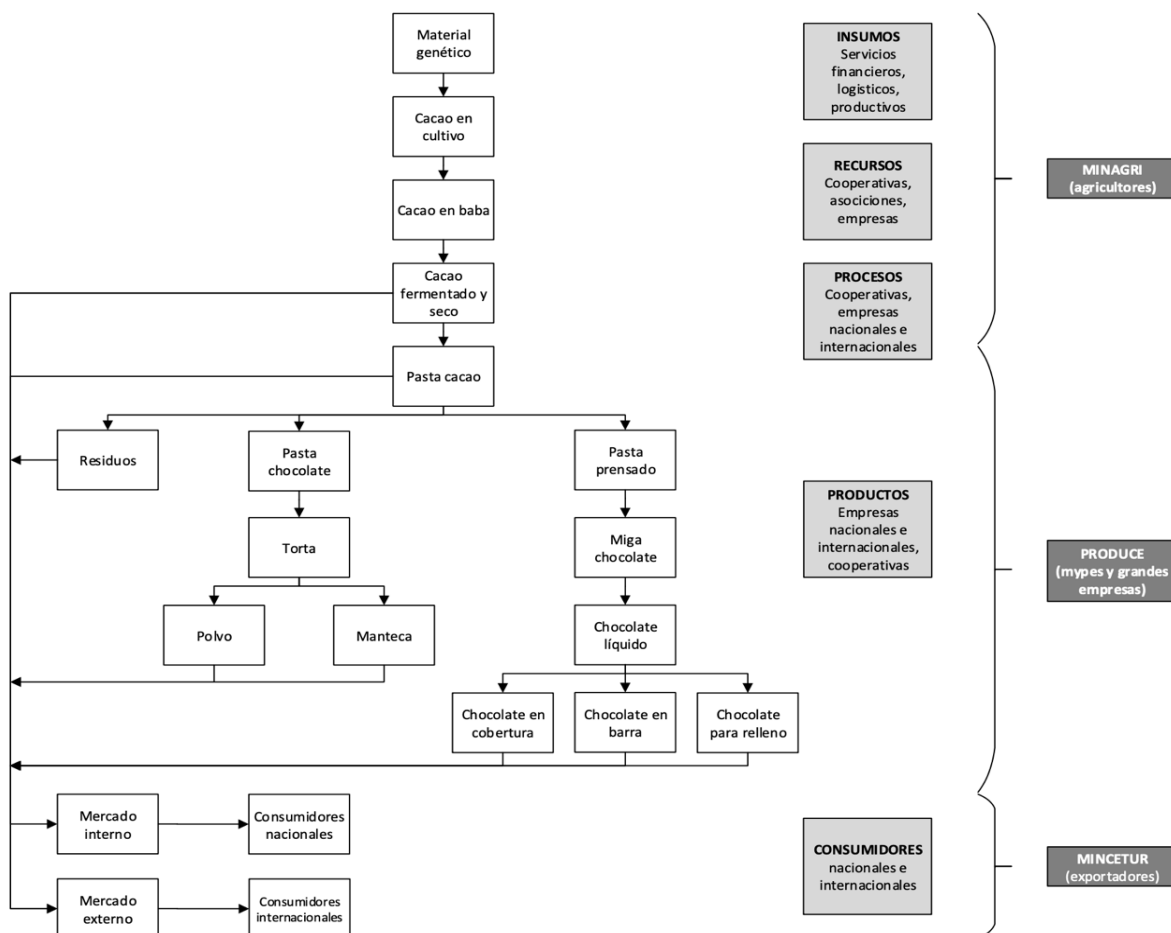 Material
genético
Cacao en
cultivo
Cacao en baba
Cacao
fermentado y
seco
Pasta cacao
Residuos
Pasta
chocolate
Pasta
prensado
Torta
Miga
chocolate
Polvo
Manteca
Chocolate
líquido
Chocolate en
cobertura
Chocolate en
barra
Chocolate
para relleno
Mercado
interno
Consumidores
nacionales
Mercado
externo
Consumidores
internacionales
INSUMOS
Servicios
financieros,
logísticos,
productivos
RECURSOS
Cooperativas,
asociciones,
empresas
PROCESOS
Cooperativas,
empresas
nacionales e
internacionales
PRODUCTOS
Empresas
nacionales e
internacionales,
cooperativas
CONSUMIDORES
nacionales e
internacionales
MINAGRI
(agricultores)
PRODUCE
(mypes y grandes
empresas)
MINCETUR
(exportadores)